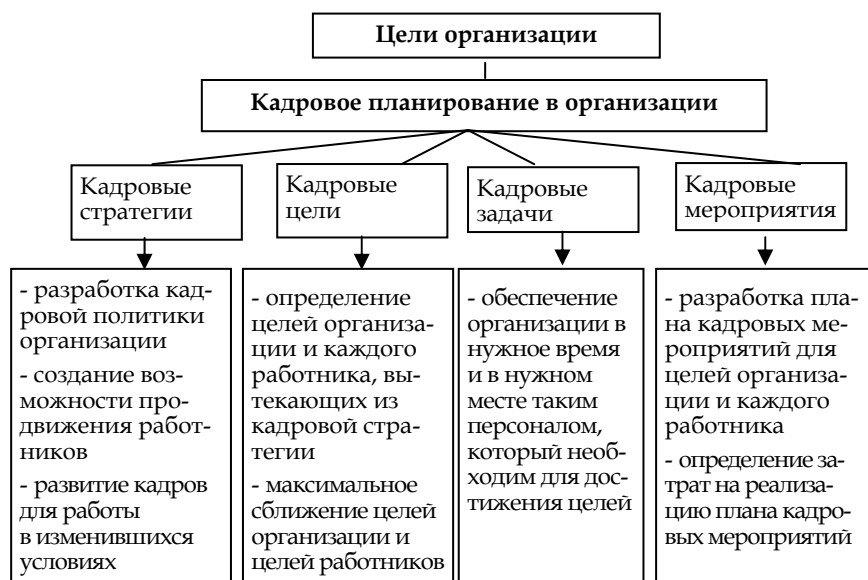 Цели организации
Кадровое планирование в организации
Кадровые
стратегии
Кадровые
цели
Кадровые
задачи
Кадровые
мероприятия
- разработка кад-
ровой политики
организации
- создание воз-
можности про-
движения работ-
ников
- развитие кадров
для работы
в изменившихся
условиях
- определение
целей организа-
ции и каждого
работника, вы-
текающих из
кадровой стра-
тегии
- максимальное
сближение целей
организации и
целей работников
- обеспечение
организации в
нужное время
и в нужном
месте таким
персоналом,
который необ-
ходим для дос-
тижения целей
- разработка пла-
на кадровых ме-
роприятий для
целей организа-
ции и каждого
работника
- определение за-
трат на реализа-
цию плана кадро-
вых мероприятий